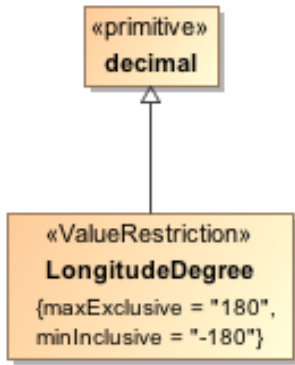 «primitive»
decimal
«ValueRestriction»
LongitudeDegree
{maxExclusive = "180",
minInclusive = "-180"}